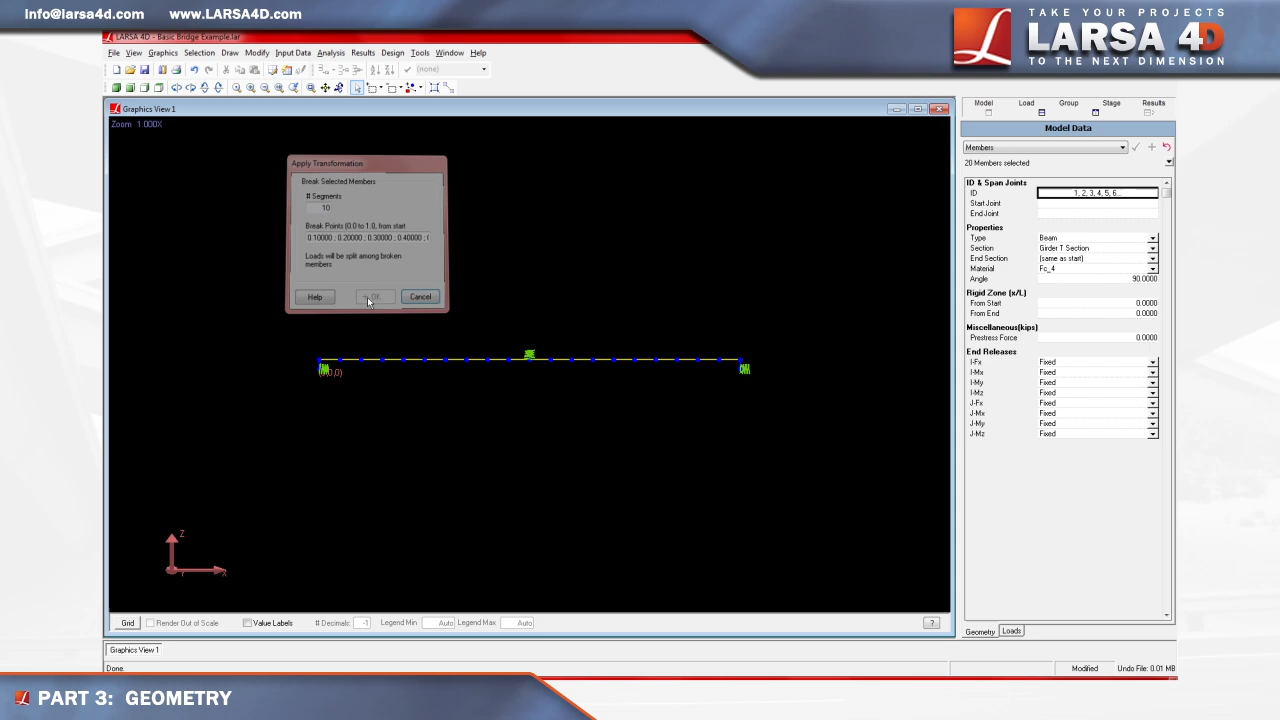 Info@larsa4d.com www.LARSA4D.com
TAKE YOUR PROJECTS
LARSA 4D
TO THE NEXT DIMENSION
LARSA 4D - Basic Bridge Example.lar
File View Graphics Selection Draw Modify Input Data Analysis Results Design Tools Window Help
(none)
Graphics View 1
Zoom 1.000X
Apply Transformation
Break Selected Members
# Segments
10
Break Points (0.0 to 1.0, from start
0.10000 ; 0.20000 ; 0.30000 ; 0.40000 ; (
Loads will be split among broken
members
Help OK Cancel
Z
X
Grid Render Out of Scale Value Labels # Decimals: -1 Legend Min Auto Legend Max Auto ?
Graphics View 1
Done.
Model Load Group Stage Results
Model Data
Members
20 Members selected
ID & Span Joints
ID 1, 2, 3, 4, 5, 6...
Start Joint
End Joint
Properties
Type Beam
Section Girder T Section
End Section (same as start)
Material Fc_4
Angle 90.0000
Rigid Zone (x/L)
From Start 0.0000
From End 0.0000
Miscellaneous(kips)
Prestress Force 0.0000
End Releases
I-Fx Fixed
I-Mx Fixed
I-My Fixed
I-Mz Fixed
J-Fx Fixed
J-Mx Fixed
J-My Fixed
J-Mz Fixed
Geometry Loads
Modified Undo File: 0.01 MB
PART 3: GEOMETRY